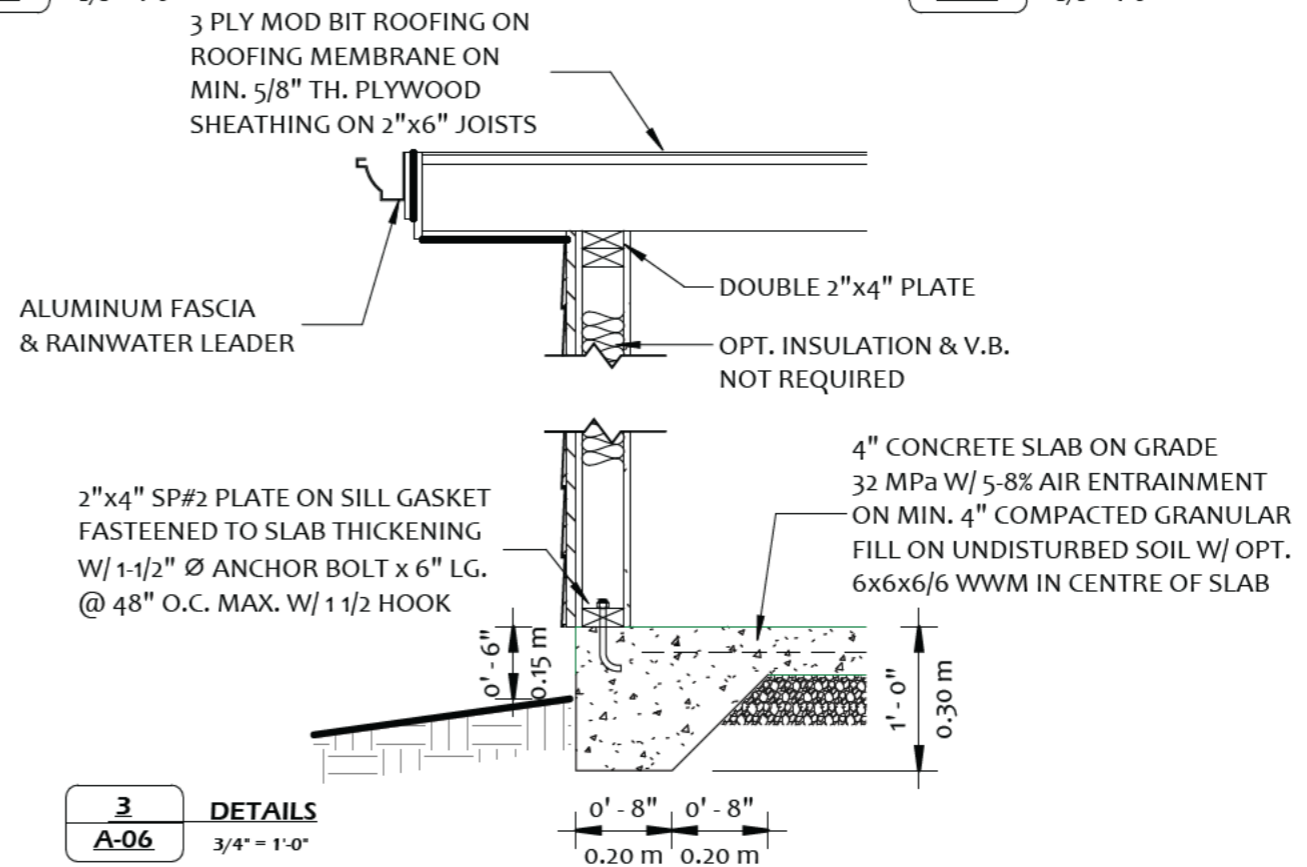 3 PLY MOD BIT ROOFING ON
ROOFING MEMBRANE ON
MIN. 5/8" TH. PLYWOOD
SHEATHING ON 2"x6" JOISTS
ALUMINUM FASCIA
& RAINWATER LEADER
DOUBLE 2"x4" PLATE
OPT. INSULATION & V.B.
NOT REQUIRED
4" CONCRETE SLAB ON GRADE
32 MPa W/ 5-8% AIR ENTRAINMENT
ON MIN. 4" COMPACTED GRANULAR
FILL ON UNDISTURBED SOIL W/ OPT.
6x6x6/6 WWM IN CENTRE OF SLAB
2"x4" SP#2 PLATE ON SILL GASKET
FASTEENED TO SLAB THICKENING
W/ 1-1/2" Ø ANCHOR BOLT x 6" LG.
@ 48" O.C. MAX. W/ 1 1/2 HOOK
0' - 6"
0.15 m
1' - 0"
0.30 m
0' - 8" 0' - 8"
0.20 m 0.20 m
3 DETAILS
A-06 3/4" = 1'-0"